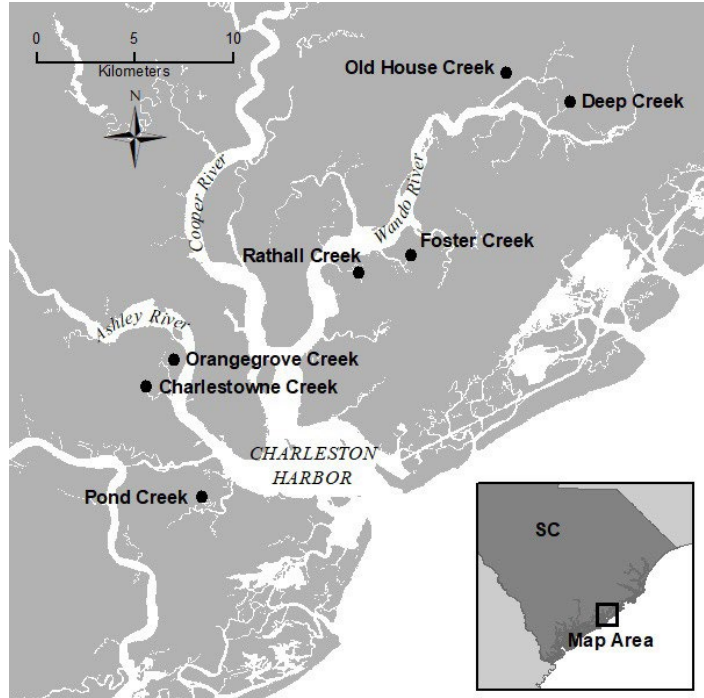 0 5 10
Kilometers
N
Old House Creek
Deep Creek
Cooper River
Wando River
Foster Creek
Rathall Creek
Ashley River
Orangegrove Creek
Charlestowne Creek
CHARLESTON
HARBOR
Pond Creek
SC
Map Area